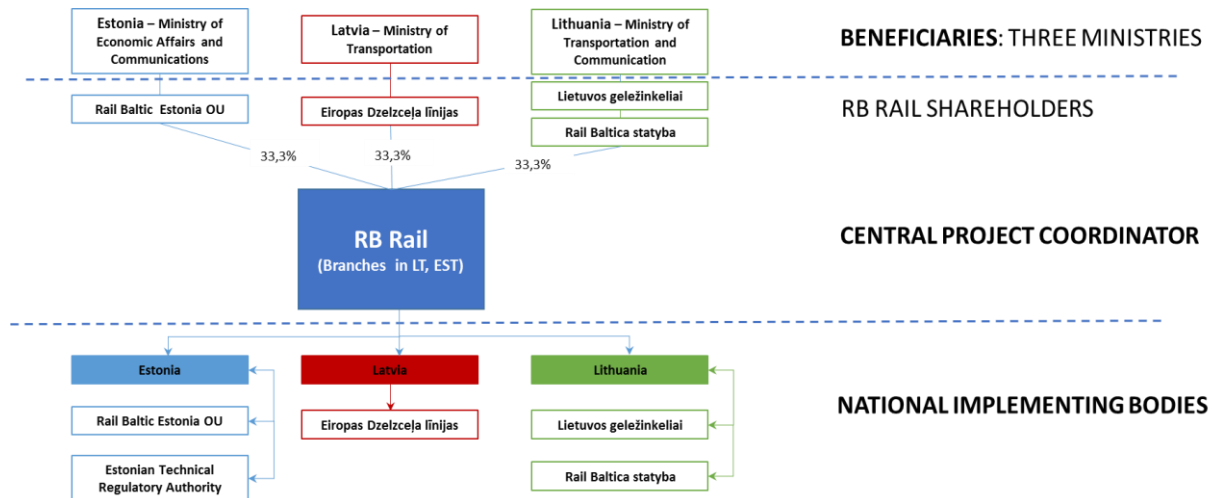 Estonia – Ministry of
Economic Affairs and
Communications
Latvia – Ministry of
Transportation
Lithuania – Ministry of
Transportation and
Communication
BENEFICIARIES: THREE MINISTRIES
Rail Baltic Estonia OU
Eiropas Dzelzceļa līnijas
Lietuvos geležinkeliai
Rail Baltica statyba
RB RAIL SHAREHOLDERS
33,3%
33,3%
33,3%
RB Rail
(Branches in LT, EST)
CENTRAL PROJECT COORDINATOR
Estonia
Latvia
Lithuania
Rail Baltic Estonia OU
Eiropas Dzelzceļa līnijas
Lietuvos geležinkeliai
NATIONAL IMPLEMENTING BODIES
Estonian Technical
Regulatory Authority
Rail Baltica statyba